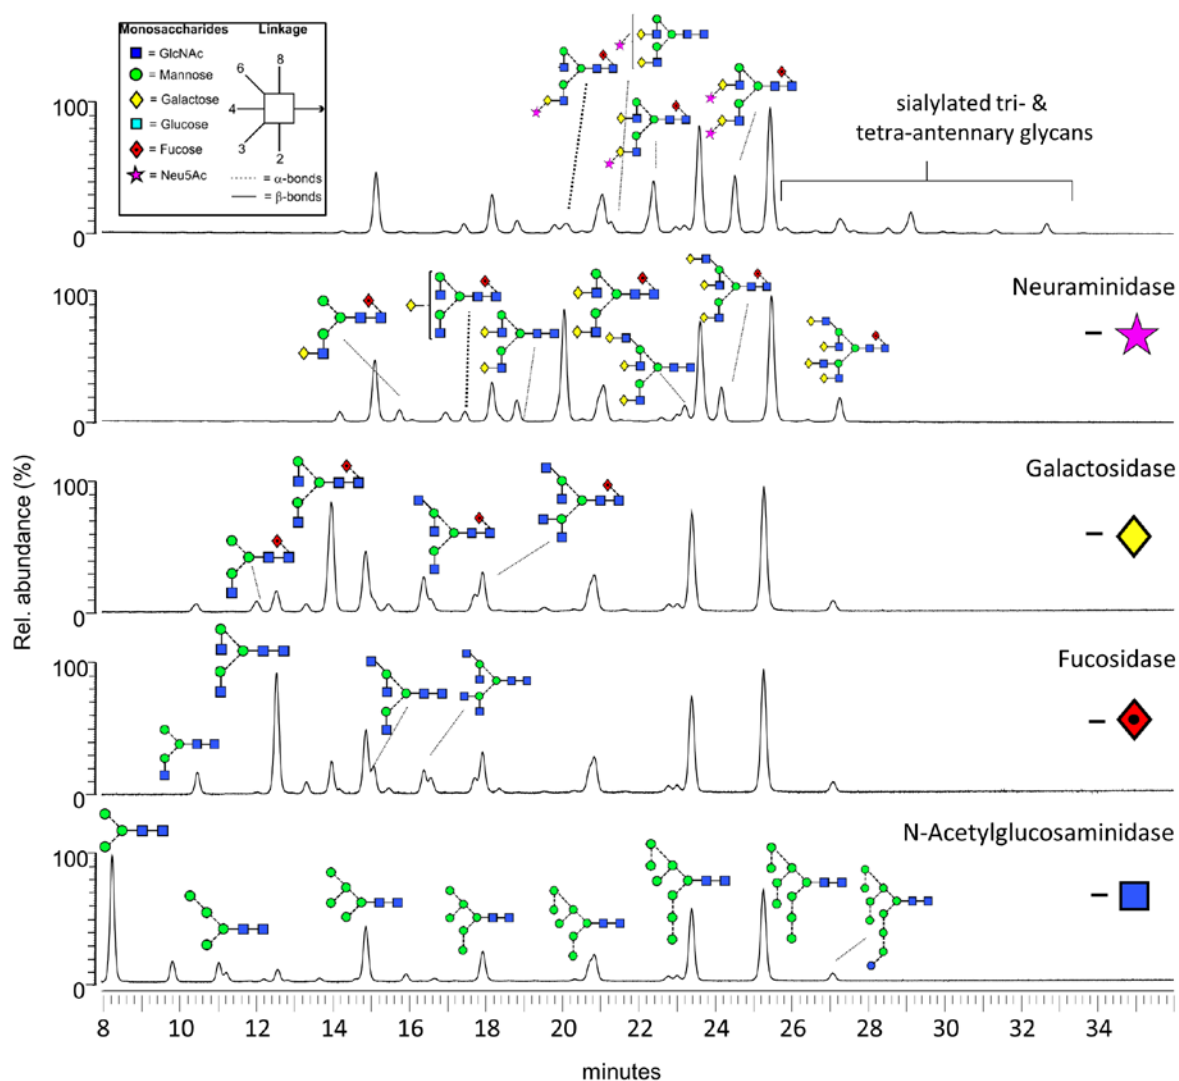 Monosaccharides Linkage
= GlcNAc
= Mannose
= Galactose
= Glucose
= Fucose
= Neu5Ac
8
6
4
3
2
= α-bonds
= β-bonds
sialylated tri- &
tetra-antennary glycans
100
0
Neuraminidase
–
100
0
Galactosidase
–
100
0
Fucosidase
–
100
0
N-Acetylglucosaminidase
–
100
0
Rel. abundance (%)
8 10 12 14 16 18 20 22 24 26 28 30 32 34
minutes